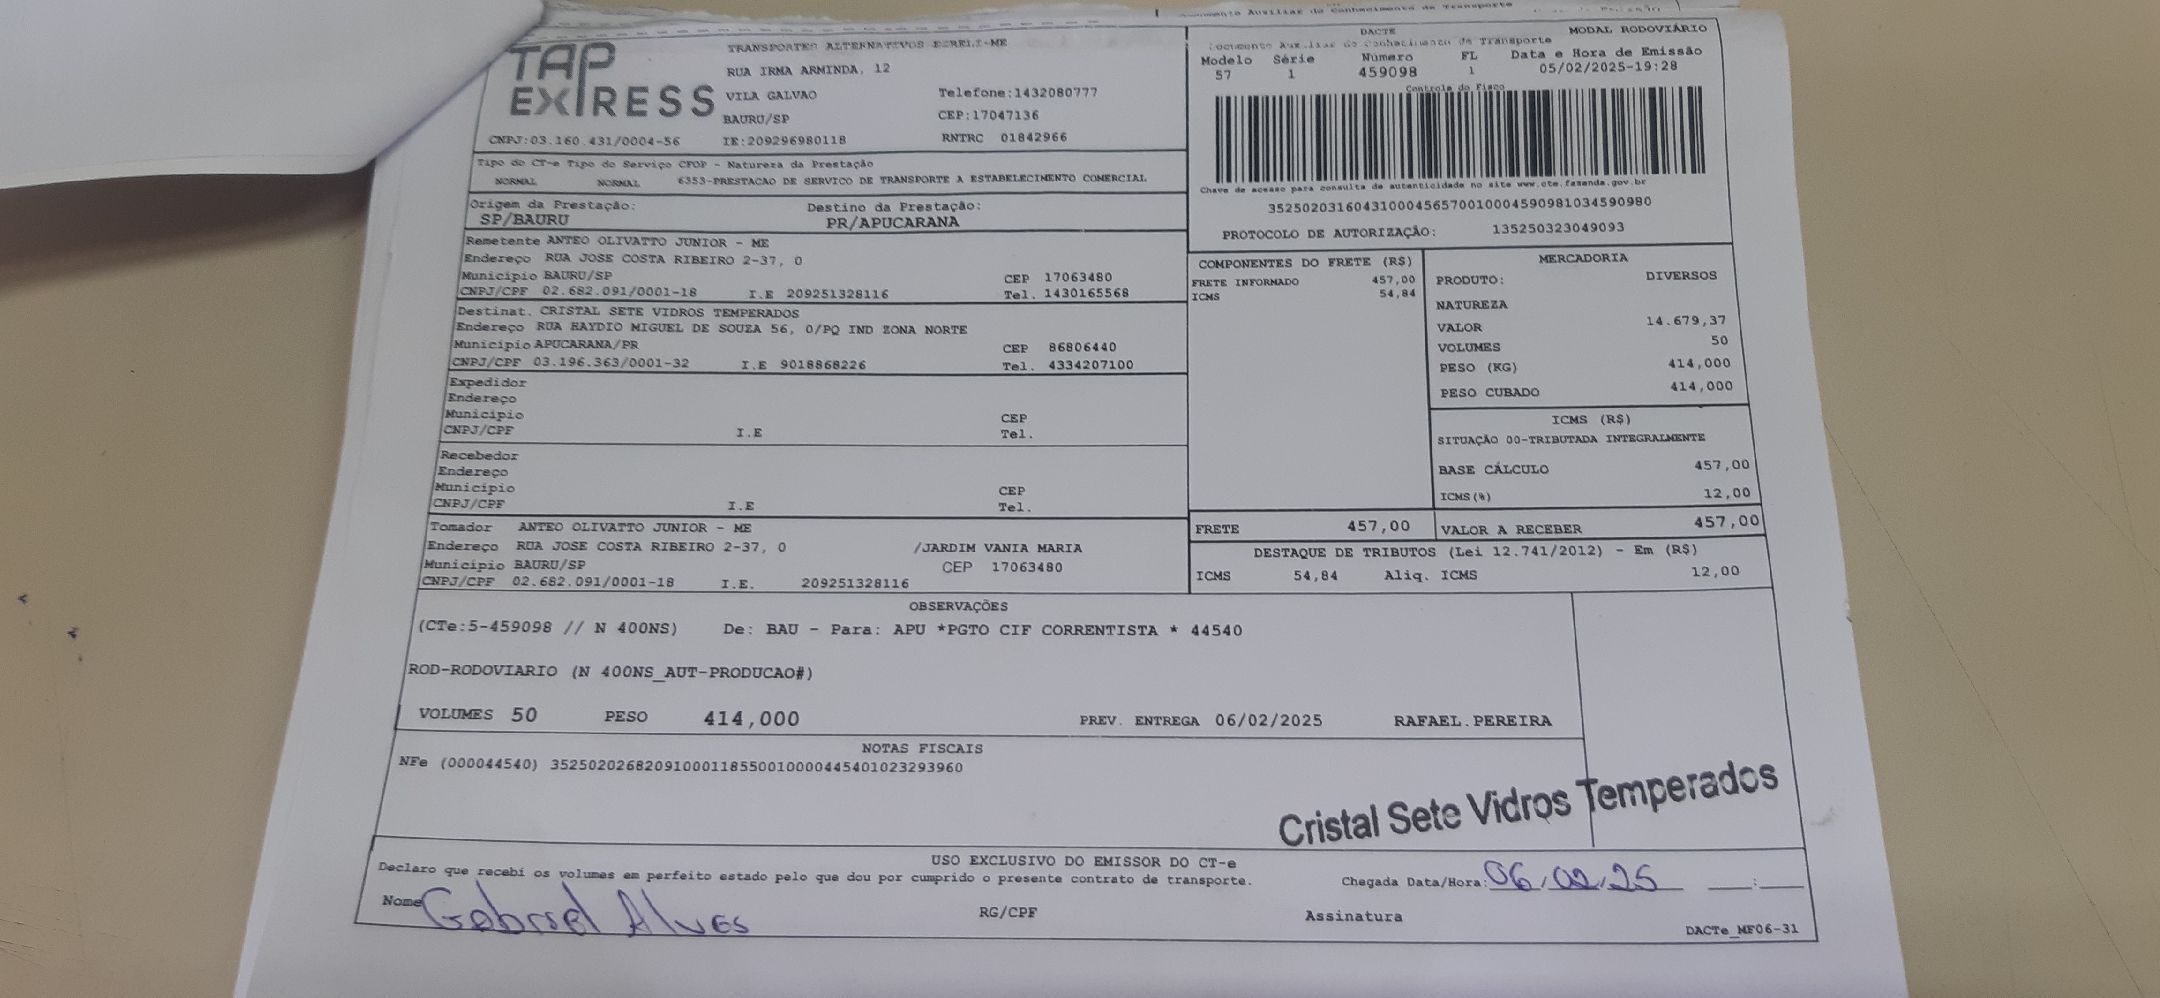 TAP EXPRESS
TRANSPORTES ALTERNATIVOS EIRELI-ME
RUA IRMA ARMINDA, 12
VILA GALVAO Telefone:1432080777
BAURU/SP CEP:17047136
CNPJ:03.160.431/0004-56 IE:209296980118 RNTRC 01842966
DACTE MODAL RODOVIÁRIO
Documento Auxiliar do Conhecimento de Transporte
Modelo Série Número FL Data e Hora de Emissão
57 1 459098 1 05/02/2025-19:28
Controle do Fisco
Chave de acesso para consulta de autenticidade no site www.cte.fazenda.gov.br
35250203160431000456570010004590981034590980
PROTOCOLO DE AUTORIZAÇÃO: 135250323049093
Tipo do CT-e Tipo do Serviço CFOP - Natureza da Prestação
NORMAL NORMAL 6353-PRESTACAO DE SERVICO DE TRANSPORTE A ESTABELECIMENTO COMERCIAL
Origem da Prestação: Destino da Prestação:
SP/BAURU PR/APUCARANA
Remetente ANTEO OLIVATTO JUNIOR - ME
Endereço RUA JOSE COSTA RIBEIRO 2-37, 0
Município BAURU/SP CEP 17063480
CNPJ/CPF 02.682.091/0001-18 I.E 209251328116 Tel. 1430165568
Destinat. CRISTAL SETE VIDROS TEMPERADOS
Endereço RUA RAYDIO MIGUEL DE SOUZA 56, 0/PQ IND ZONA NORTE
Município APUCARANA/PR CEP 86806440
CNPJ/CPF 03.196.363/0001-32 I.E 9018868226 Tel. 4334207100
Expedidor
Endereço
Município CEP
CNPJ/CPF I.E Tel.
Recebedor
Endereço
Município CEP
CNPJ/CPF I.E Tel.
Tomador ANTEO OLIVATTO JUNIOR - ME
Endereço RUA JOSE COSTA RIBEIRO 2-37, 0 /JARDIM VANIA MARIA
Município BAURU/SP CEP 17063480
CNPJ/CPF 02.682.091/0001-18 I.E. 209251328116
COMPONENTES DO FRETE (R$)
FRETE INFORMADO 457,00
ICMS 54,84
MERCADORIA
PRODUTO: DIVERSOS
NATUREZA
VALOR 14.679,37
VOLUMES 50
PESO (KG) 414,000
PESO CUBADO 414,000
ICMS (R$)
SITUAÇÃO 00-TRIBUTADA INTEGRALMENTE
BASE CÁLCULO 457,00
ICMS(%) 12,00
FRETE 457,00 VALOR A RECEBER 457,00
DESTAQUE DE TRIBUTOS (Lei 12.741/2012) - Em (R$)
ICMS 54,84 Aliq. ICMS 12,00
OBSERVAÇÕES
(CTe:5-459098 // N 400NS) De: BAU - Para: APU *PGTO CIF CORRENTISTA * 44540
ROD-RODOVIARIO (N 400NS_AUT-PRODUCAO#)
VOLUMES 50 PESO 414,000 PREV. ENTREGA 06/02/2025 RAFAEL.PEREIRA
NOTAS FISCAIS
NFe (000044540) 35250202682091000118550010000445401023293960
Cristal Sete Vidros Temperados
USO EXCLUSIVO DO EMISSOR DO CT-e
Declaro que recebi os volumes em perfeito estado pelo que dou por cumprido o presente contrato de transporte.
Chegada Data/Hora: 06/02/25 ___:___
Nome Gabriel Alves RG/CPF Assinatura
DACTe_MF06-31